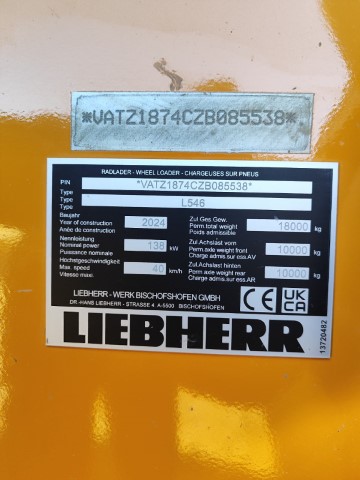 *VATZ1874CZB085538*
RADLADER - WHEEL LOADER - CHARGEUSES SUR PNEUS
PIN *VATZ1874CZB085538*
Type
Type L546
Type
Baujahr
Year of construction 2024
Année de construction
Nennleistung
Nominal power 138 kW
Puissance nominale
Höchstgeschwindigkeit
Max. speed 40 km/h
Vitesse maxi
Zul Ges Gew.
Perm.total weight 18000 kg
Poids admissible
Zul.Achslast vorn
Perm axle weight front 10000 kg
Charge admis.sur ess.AV
Zul.Achslast hinten
Perm axle weight rear 10000 kg
Charge admis.sur ess.AR
LIEBHERR - WERK BISCHOFSHOFEN GMBH
DR.-HANS LIEBHERR - STRASSE 4 A-5500 BISCHOFSHOFEN
CE UK CA
LIEBHERR
13720482